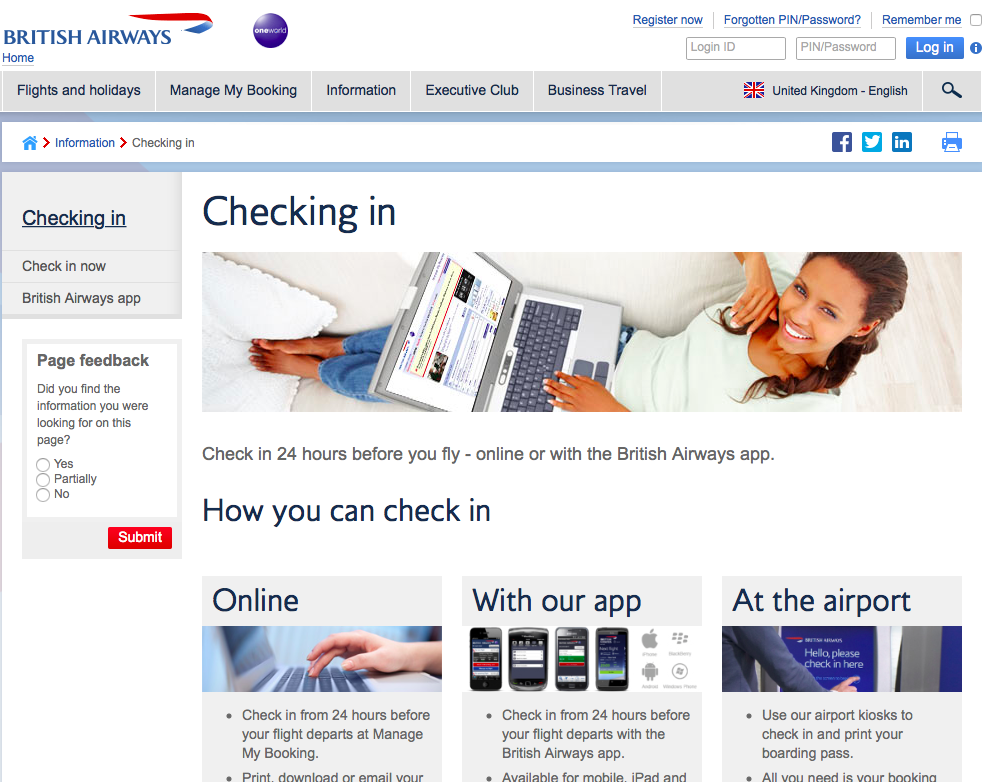 Register now
Forgotten PIN/Password?
Remember me
BRITISH AIRWAYS
oneworld
Login ID
PIN/Password
Log in
Home
Flights and holidays
Manage My Booking
Information
Executive Club
Business Travel
United Kingdom - English
Information
Checking in
Checking in
Check in now
British Airways app
Page feedback
Did you find the
information you were
looking for on this
page?
Yes
Partially
No
Submit
Checking in
Check in 24 hours before you fly - online or with the British Airways app.
How you can check in
Online
Check in from 24 hours before
your flight departs at Manage
My Booking.
Print, download or email your
With our app
iPhone
BlackBerry
Android
Windows Phone
Check in from 24 hours before
your flight departs with the
British Airways app.
Available for mobile, iPad and
At the airport
BRITISH AIRWAYS
Hello, please
check in here
Use our airport kiosks to
check in and print your
boarding pass.
All you need is your booking